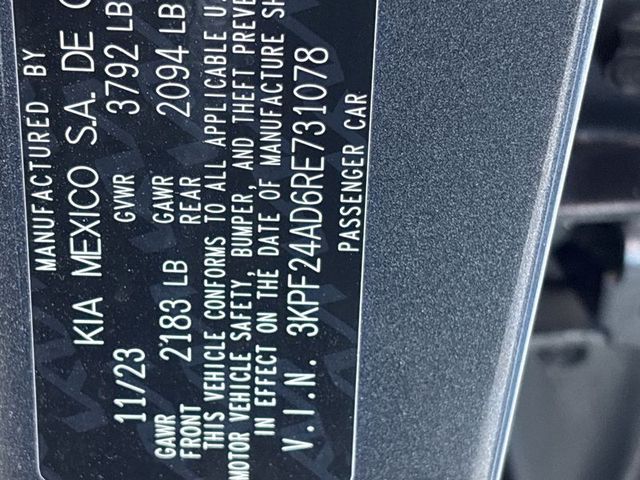 MANUFACTURED BY
KIA MEXICO S.A. DE
11/23 GVWR 3792 LB
GAWR FRONT 2183 LB GAWR REAR 2094 LB
THIS VEHICLE CONFORMS TO ALL APPLICABLE U.
MOTOR VEHICLE SAFETY, BUMPER, AND THEFT PREVE
IN EFFECT ON THE DATE OF MANUFACTURE SH
V.I.N. 3KPF24AD6RE731078
PASSENGER CAR